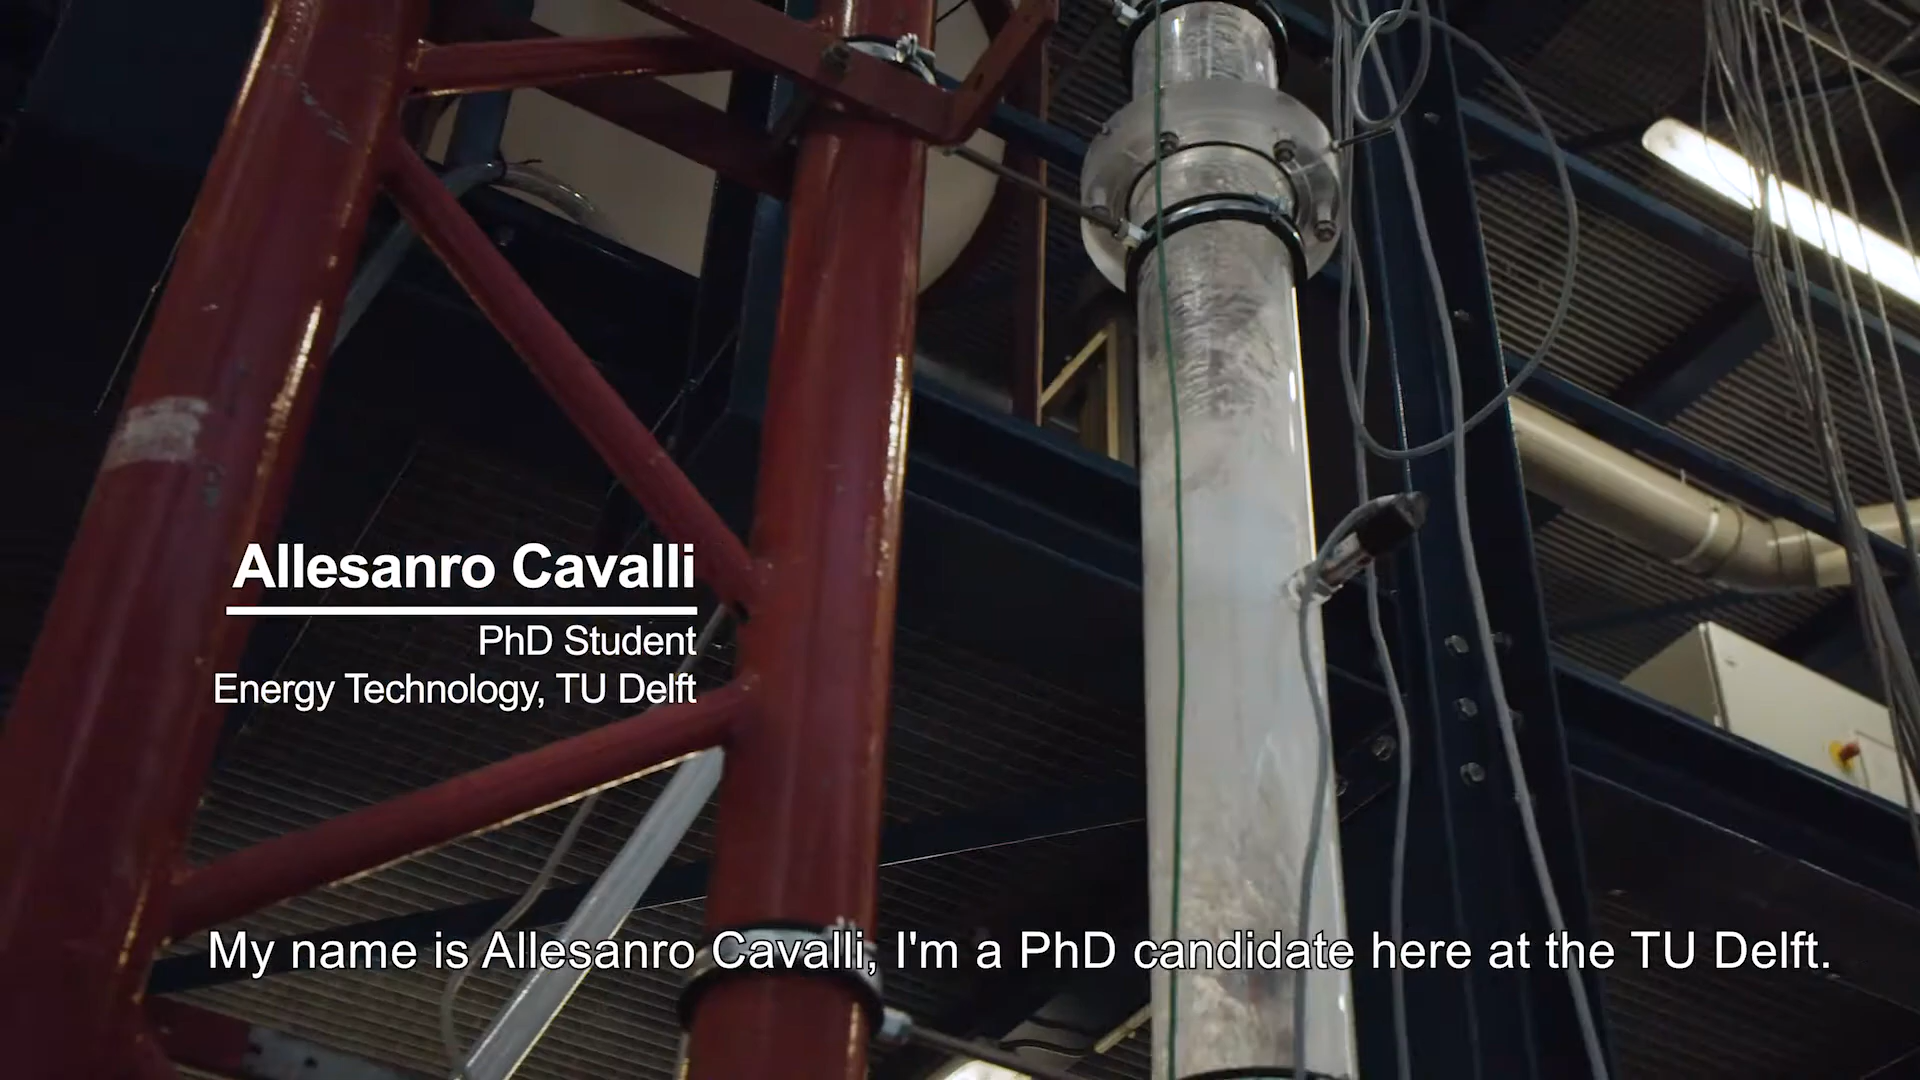 Allesanro Cavalli
PhD Student
Energy Technology, TU Delft
My name is Allesanro Cavalli, I'm a PhD candidate here at the TU Delft.